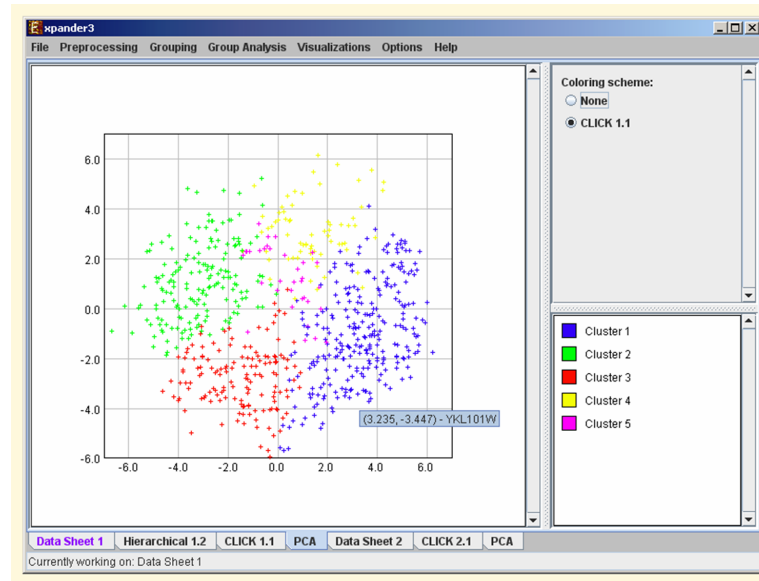 xpander3
File Preprocessing Grouping Group Analysis Visualizations Options Help
Coloring scheme:
None
CLICK 1.1
6.0
4.0
2.0
0.0
-2.0
-4.0
-6.0
-6.0 -4.0 -2.0 0.0 2.0 4.0 6.0
(3.235, -3.447) - YKL101W
Cluster 1
Cluster 2
Cluster 3
Cluster 4
Cluster 5
Data Sheet 1 Hierarchical 1.2 CLICK 1.1 PCA Data Sheet 2 CLICK 2.1 PCA
Currently working on: Data Sheet 1